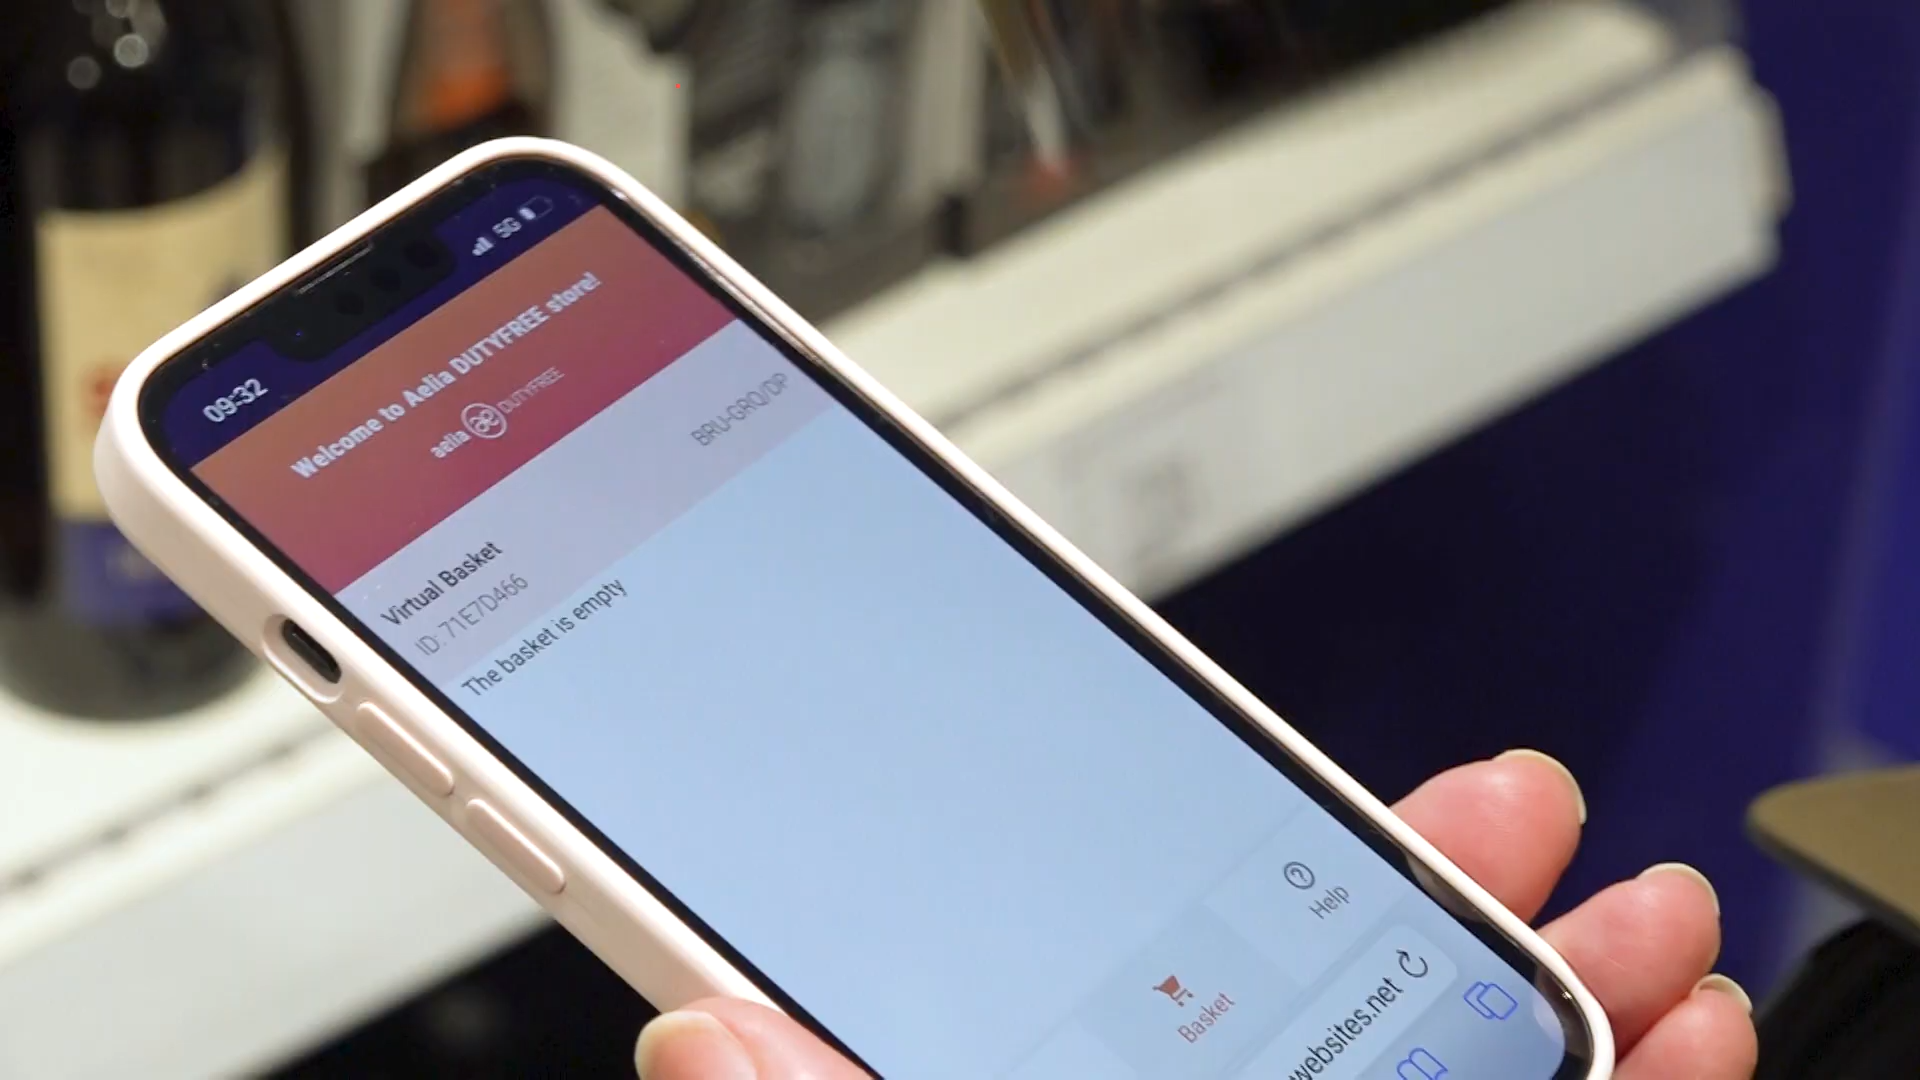 09:32
5G
Welcome to Aelia DUTYFREE store!
aelia æ DUTYFREE
Virtual Basket
BRU-GRO/DP
ID: 71E7D466
The basket is empty
Basket
Help
websites.net